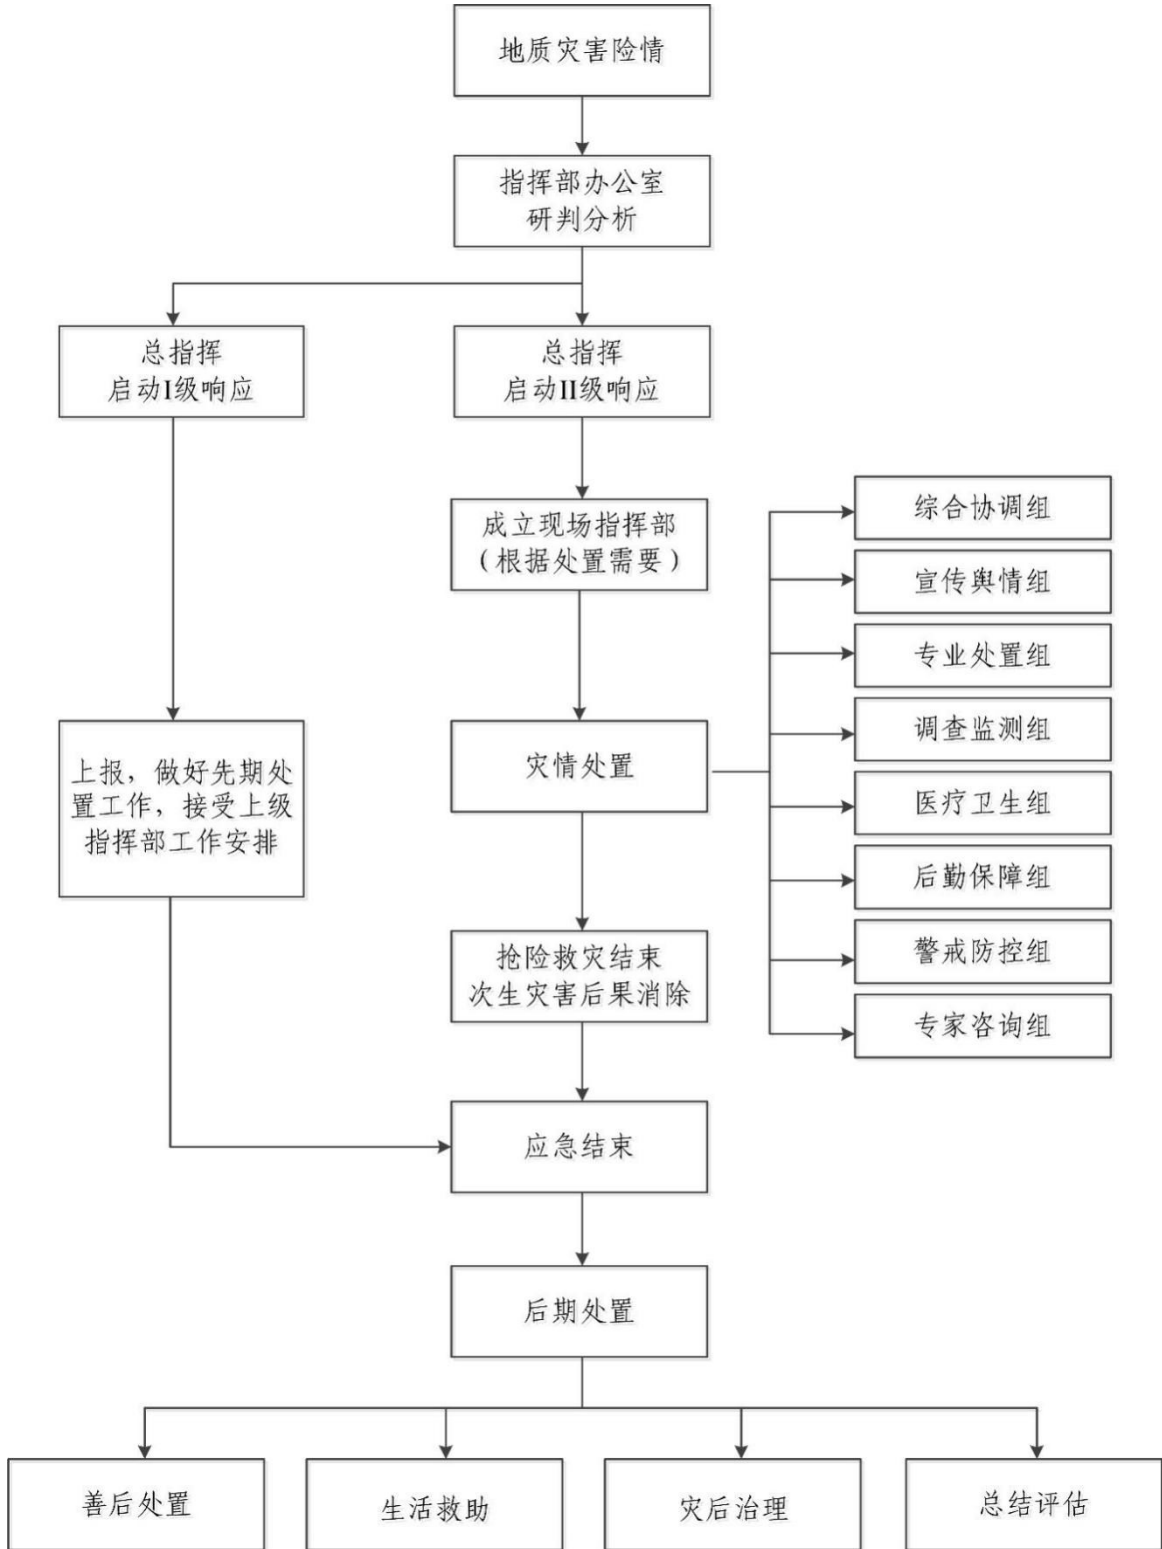 地质灾害险情
指挥部办公室
研判分析
总指挥
启动I级响应
总指挥
启动II级响应
成立现场指挥部
（根据处置需要）
综合协调组
宣传舆情组
专业处置组
调查监测组
医疗卫生组
后勤保障组
警戒防控组
专家咨询组
上报，做好先期处
置工作，接受上级
指挥部工作安排
灾情处置
抢险救灾结束
次生灾害后果消除
应急结束
后期处置
善后处置
生活救助
灾后治理
总结评估